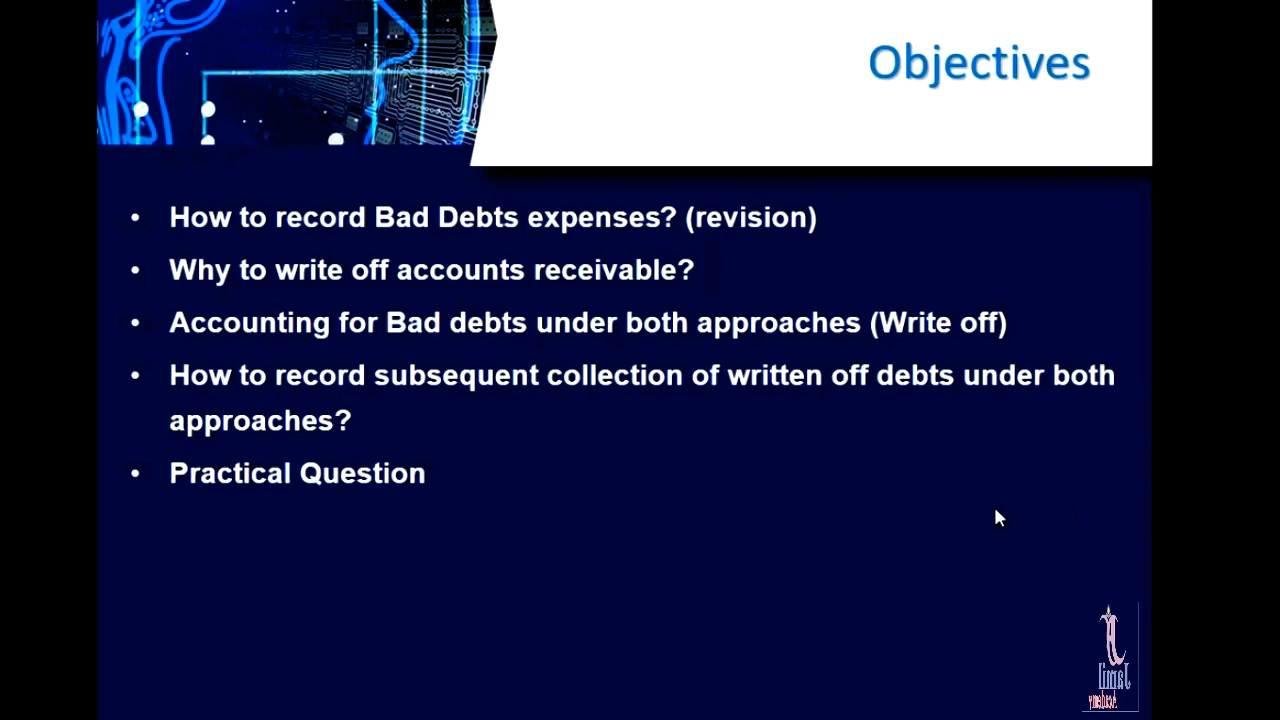 Objectives
• How to record Bad Debts expenses? (revision)
• Why to write off accounts receivable?
• Accounting for Bad debts under both approaches (Write off)
• How to record subsequent collection of written off debts under both
approaches?
• Practical Question